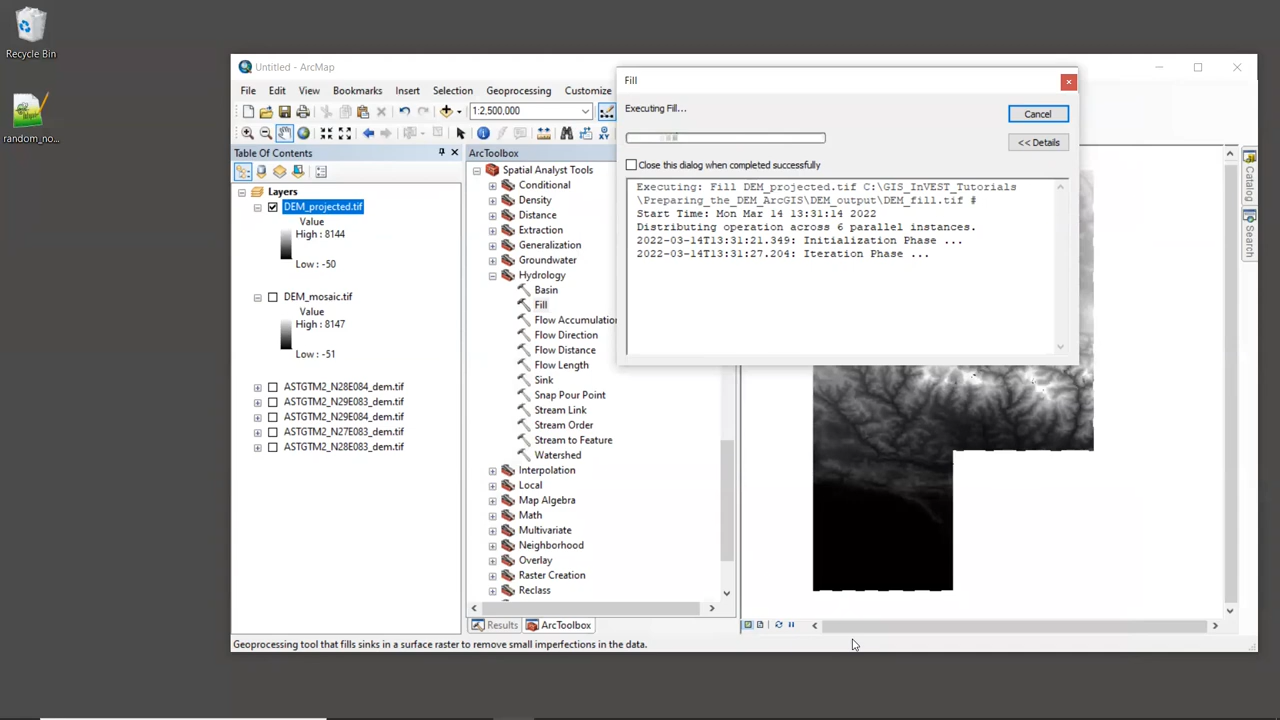 Recycle Bin
random_no...
Untitled - ArcMap
File Edit View Bookmarks Insert Selection Geoprocessing Customize
1:2,500,000
Table Of Contents
Layers
DEM_projected.tif
Value
High : 8144
Low : -50
DEM_mosaic.tif
Value
High : 8147
Low : -51
ASTGTM2_N28E084_dem.tif
ASTGTM2_N29E083_dem.tif
ASTGTM2_N29E084_dem.tif
ASTGTM2_N27E083_dem.tif
ASTGTM2_N28E083_dem.tif
ArcToolbox
Spatial Analyst Tools
Conditional
Density
Distance
Extraction
Generalization
Groundwater
Hydrology
Basin
Fill
Flow Accumulation
Flow Direction
Flow Distance
Flow Length
Sink
Snap Pour Point
Stream Link
Stream Order
Stream to Feature
Watershed
Interpolation
Local
Map Algebra
Math
Multivariate
Neighborhood
Overlay
Raster Creation
Reclass
Results ArcToolbox
Geoprocessing tool that fills sinks in a surface raster to remove small imperfections in the data.
Fill
Executing Fill...
Cancel
<< Details
Close this dialog when completed successfully
Executing: Fill DEM_projected.tif C:\GIS_InVEST_Tutorials
\Preparing_the_DEM_ArcGIS\DEM_output\DEM_fill.tif #
Start Time: Mon Mar 14 13:31:14 2022
Distributing operation across 6 parallel instances.
2022-03-14T13:31:21.349: Initialization Phase ...
2022-03-14T13:31:27.204: Iteration Phase ...
Catalog
Search